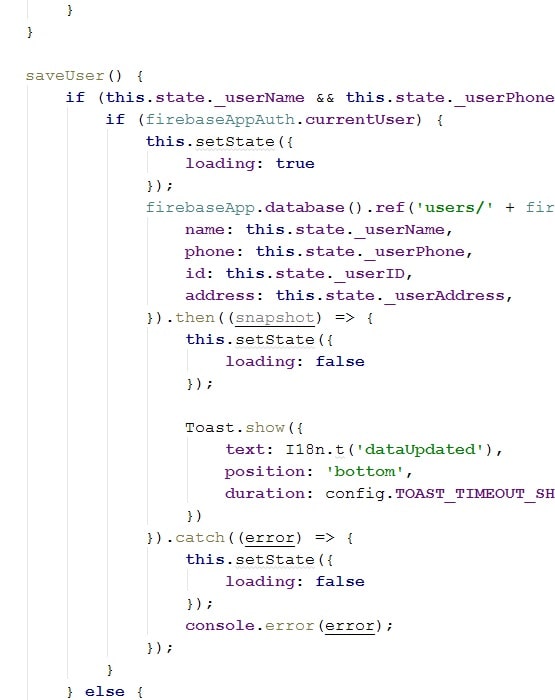 }
}
saveUser() {
if (this.state._userName && this.state._userPhone
if (firebaseAppAuth.currentUser) {
this.setState({
loading: true
});
firebaseApp.database().ref('users/' + fir
name: this.state._userName,
phone: this.state._userPhone,
id: this.state._userID,
address: this.state._userAddress,
}).then((snapshot) => {
this.setState({
loading: false
});
Toast.show({
text: I18n.t('dataUpdated'),
position: 'bottom',
duration: config.TOAST_TIMEOUT_SH
})
}).catch((error) => {
this.setState({
loading: false
});
console.error(error);
});
}
} else {